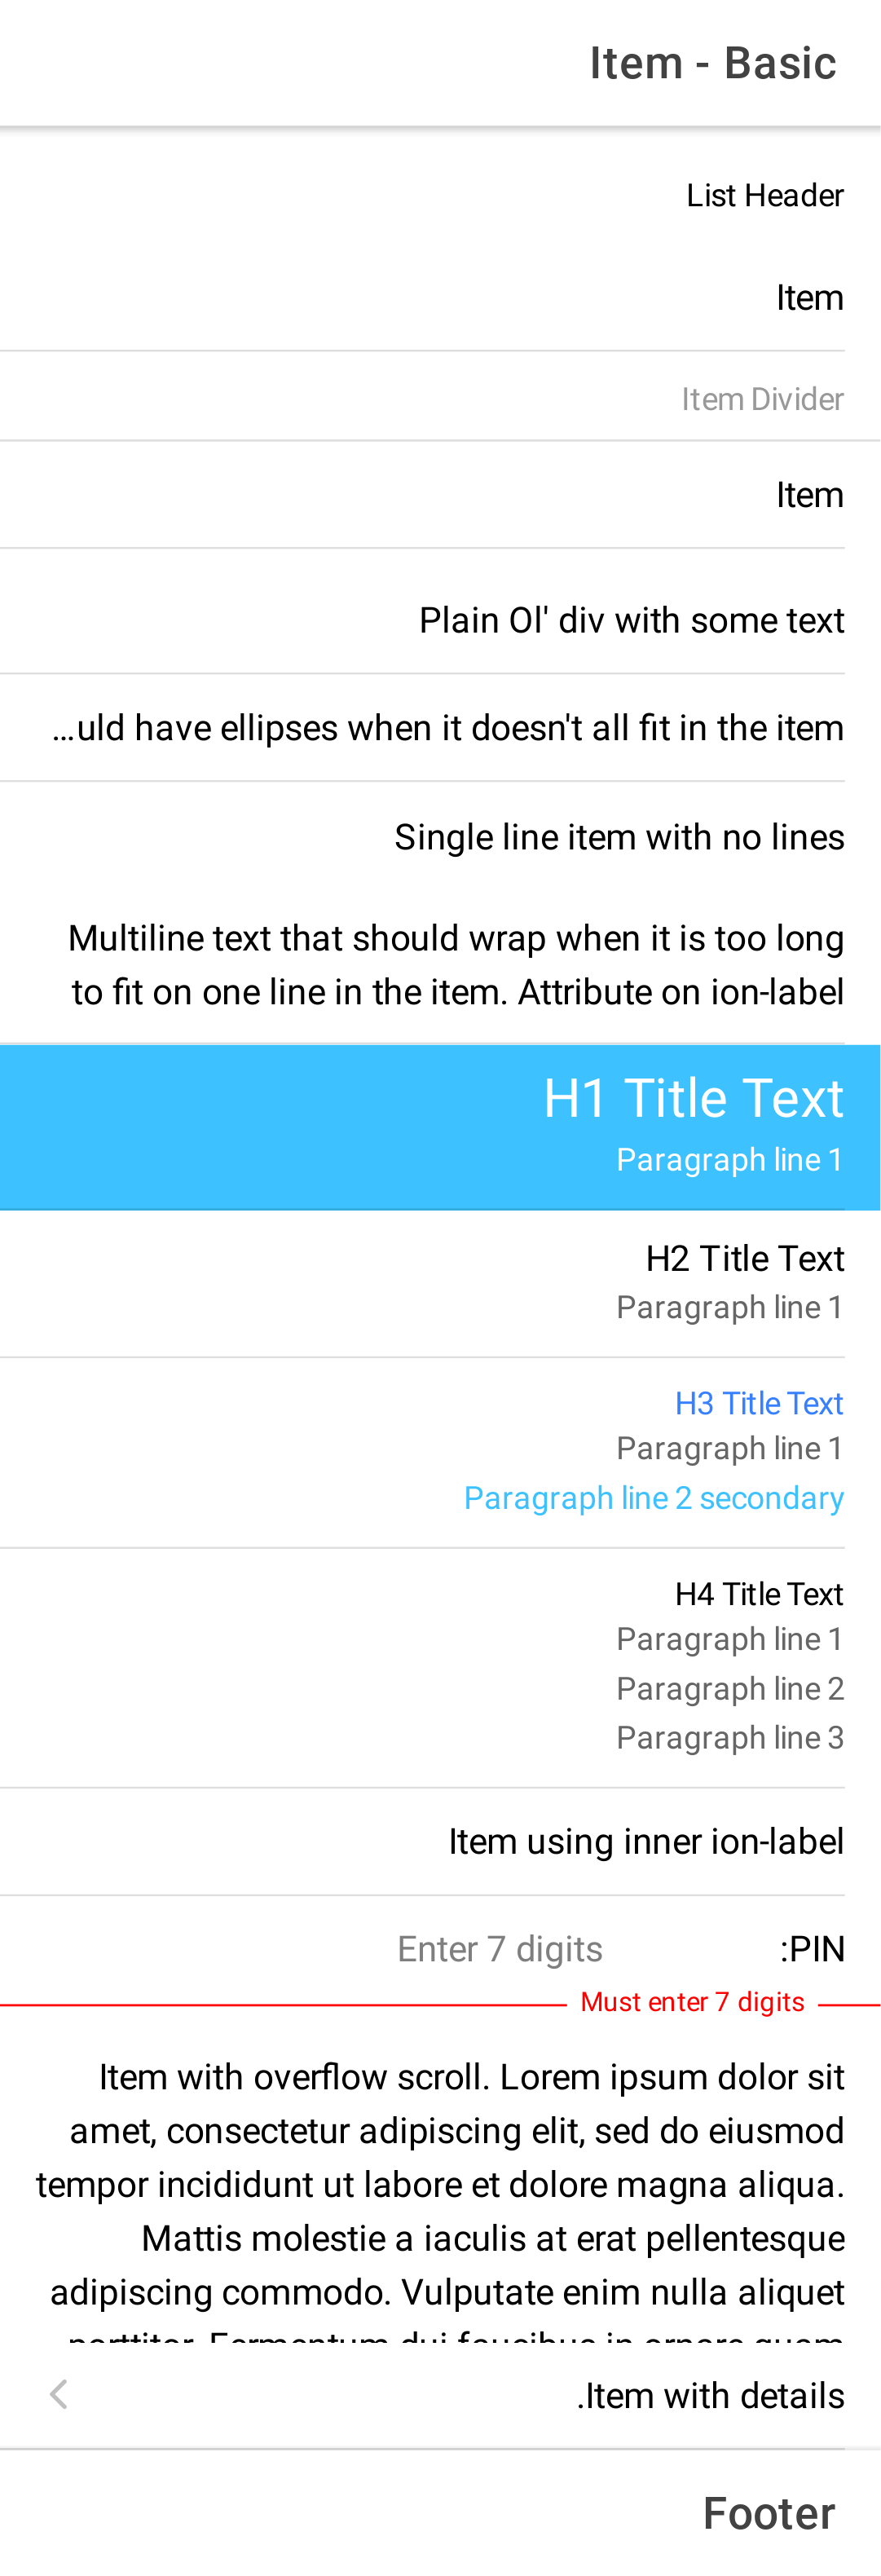 Item - Basic
List Header
Item
Item Divider
Item
Plain Ol' div with some text
...uld have ellipses when it doesn't all fit in the item
Single line item with no lines
Multiline text that should wrap when it is too long
to fit on one line in the item. Attribute on ion-label
H1 Title Text
Paragraph line 1
H2 Title Text
Paragraph line 1
H3 Title Text
Paragraph line 1
Paragraph line 2 secondary
H4 Title Text
Paragraph line 1
Paragraph line 2
Paragraph line 3
Item using inner ion-label
:PIN Enter 7 digits
Must enter 7 digits
Item with overflow scroll. Lorem ipsum dolor sit
amet, consectetur adipiscing elit, sed do eiusmod
tempor incididunt ut labore et dolore magna aliqua.
Mattis molestie a iaculis at erat pellentesque
adipiscing commodo. Vulputate enim nulla aliquet
porttitor. Fermentum dui faucibus in ornare quam
.Item with details
Footer